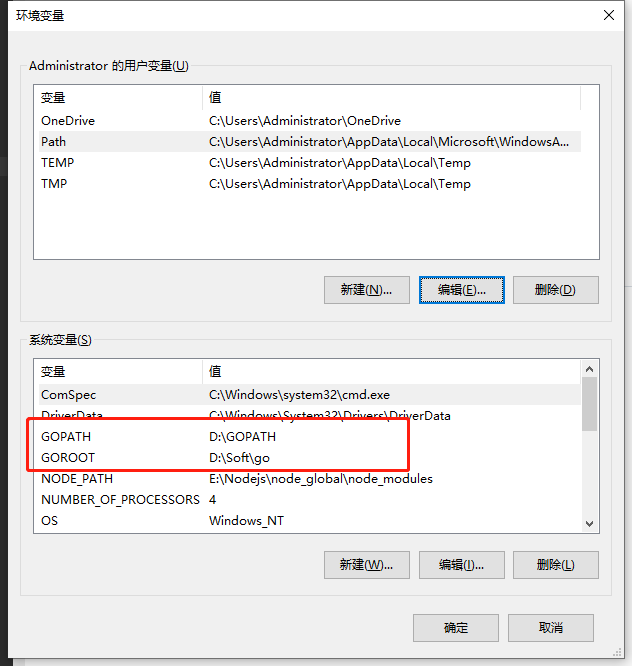 环境变量
Administrator 的用户变量(U)
变量 值
OneDrive C:\Users\Administrator\OneDrive
Path C:\Users\Administrator\AppData\Local\Microsoft\WindowsA...
TEMP C:\Users\Administrator\AppData\Local\Temp
TMP C:\Users\Administrator\AppData\Local\Temp
新建(N)... 编辑(E)... 删除(D)
系统变量(S)
变量 值
ComSpec C:\Windows\system32\cmd.exe
DriverData C:\Windows\System32\Drivers\DriverData
GOPATH D:\GOPATH
GOROOT D:\Soft\go
NODE_PATH E:\Nodejs\node_global\node_modules
NUMBER_OF_PROCESSORS 4
OS Windows_NT
新建(W)... 编辑(I)... 删除(L)
确定 取消